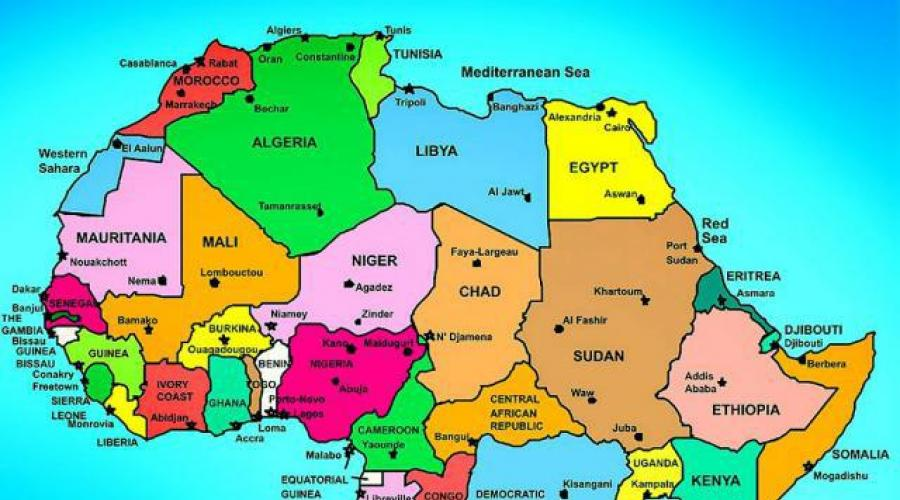 Algiers
Tunis
Oran
Constantine
TUNISIA
Casablanca
Rabat
MOROCCO
Marrakech
Bechar
Tripoli
Mediterranean Sea
Banghazi
Alexandria
Cairo
ALGERIA
LIBYA
EGYPT
El Aalun
Western
Sahara
Tamanrasset
Al Jawt
Aswan
MAURITANIA
MALI
Nouakchott
Nema
Lombouctou
NIGER
Agadez
Zinder
Niamey
Faya-Largeau
CHAD
N' Djamena
Red
Sea
Port
Sudan
Khartoum
Al Fashir
SUDAN
Waw
Juba
ERITREA
Asmara
DJIBOUTI
Djibouti
Berbera
Addis
Ababa
ETHIOPIA
SOMALIA
Mogadishu
Dakar
SENEGAL
Banjul
THE
GAMBIA
Bissau
GUINEA
BISSAU
Conakry
Freetown
SIERRA
LEONE
Monrovia
LIBERIA
GUINEA
Bamako
BURKINA
Ouagadougou
IVORY
COAST
Abidjan
GHANA
Accra
TOGO
BENIN
Porto-Novo
Loma
Lagos
Kano
Maiduguri
NIGERIA
Abuja
CAMEROON
Yaounde
Malabo
EQUATORIAL
GUINEA
Libreville
CONGO
CENTRAL
AFRICAN
REPUBLIC
Bangui
DEMOCRATIC
Kisangani
UGANDA
Kampala
KENYA